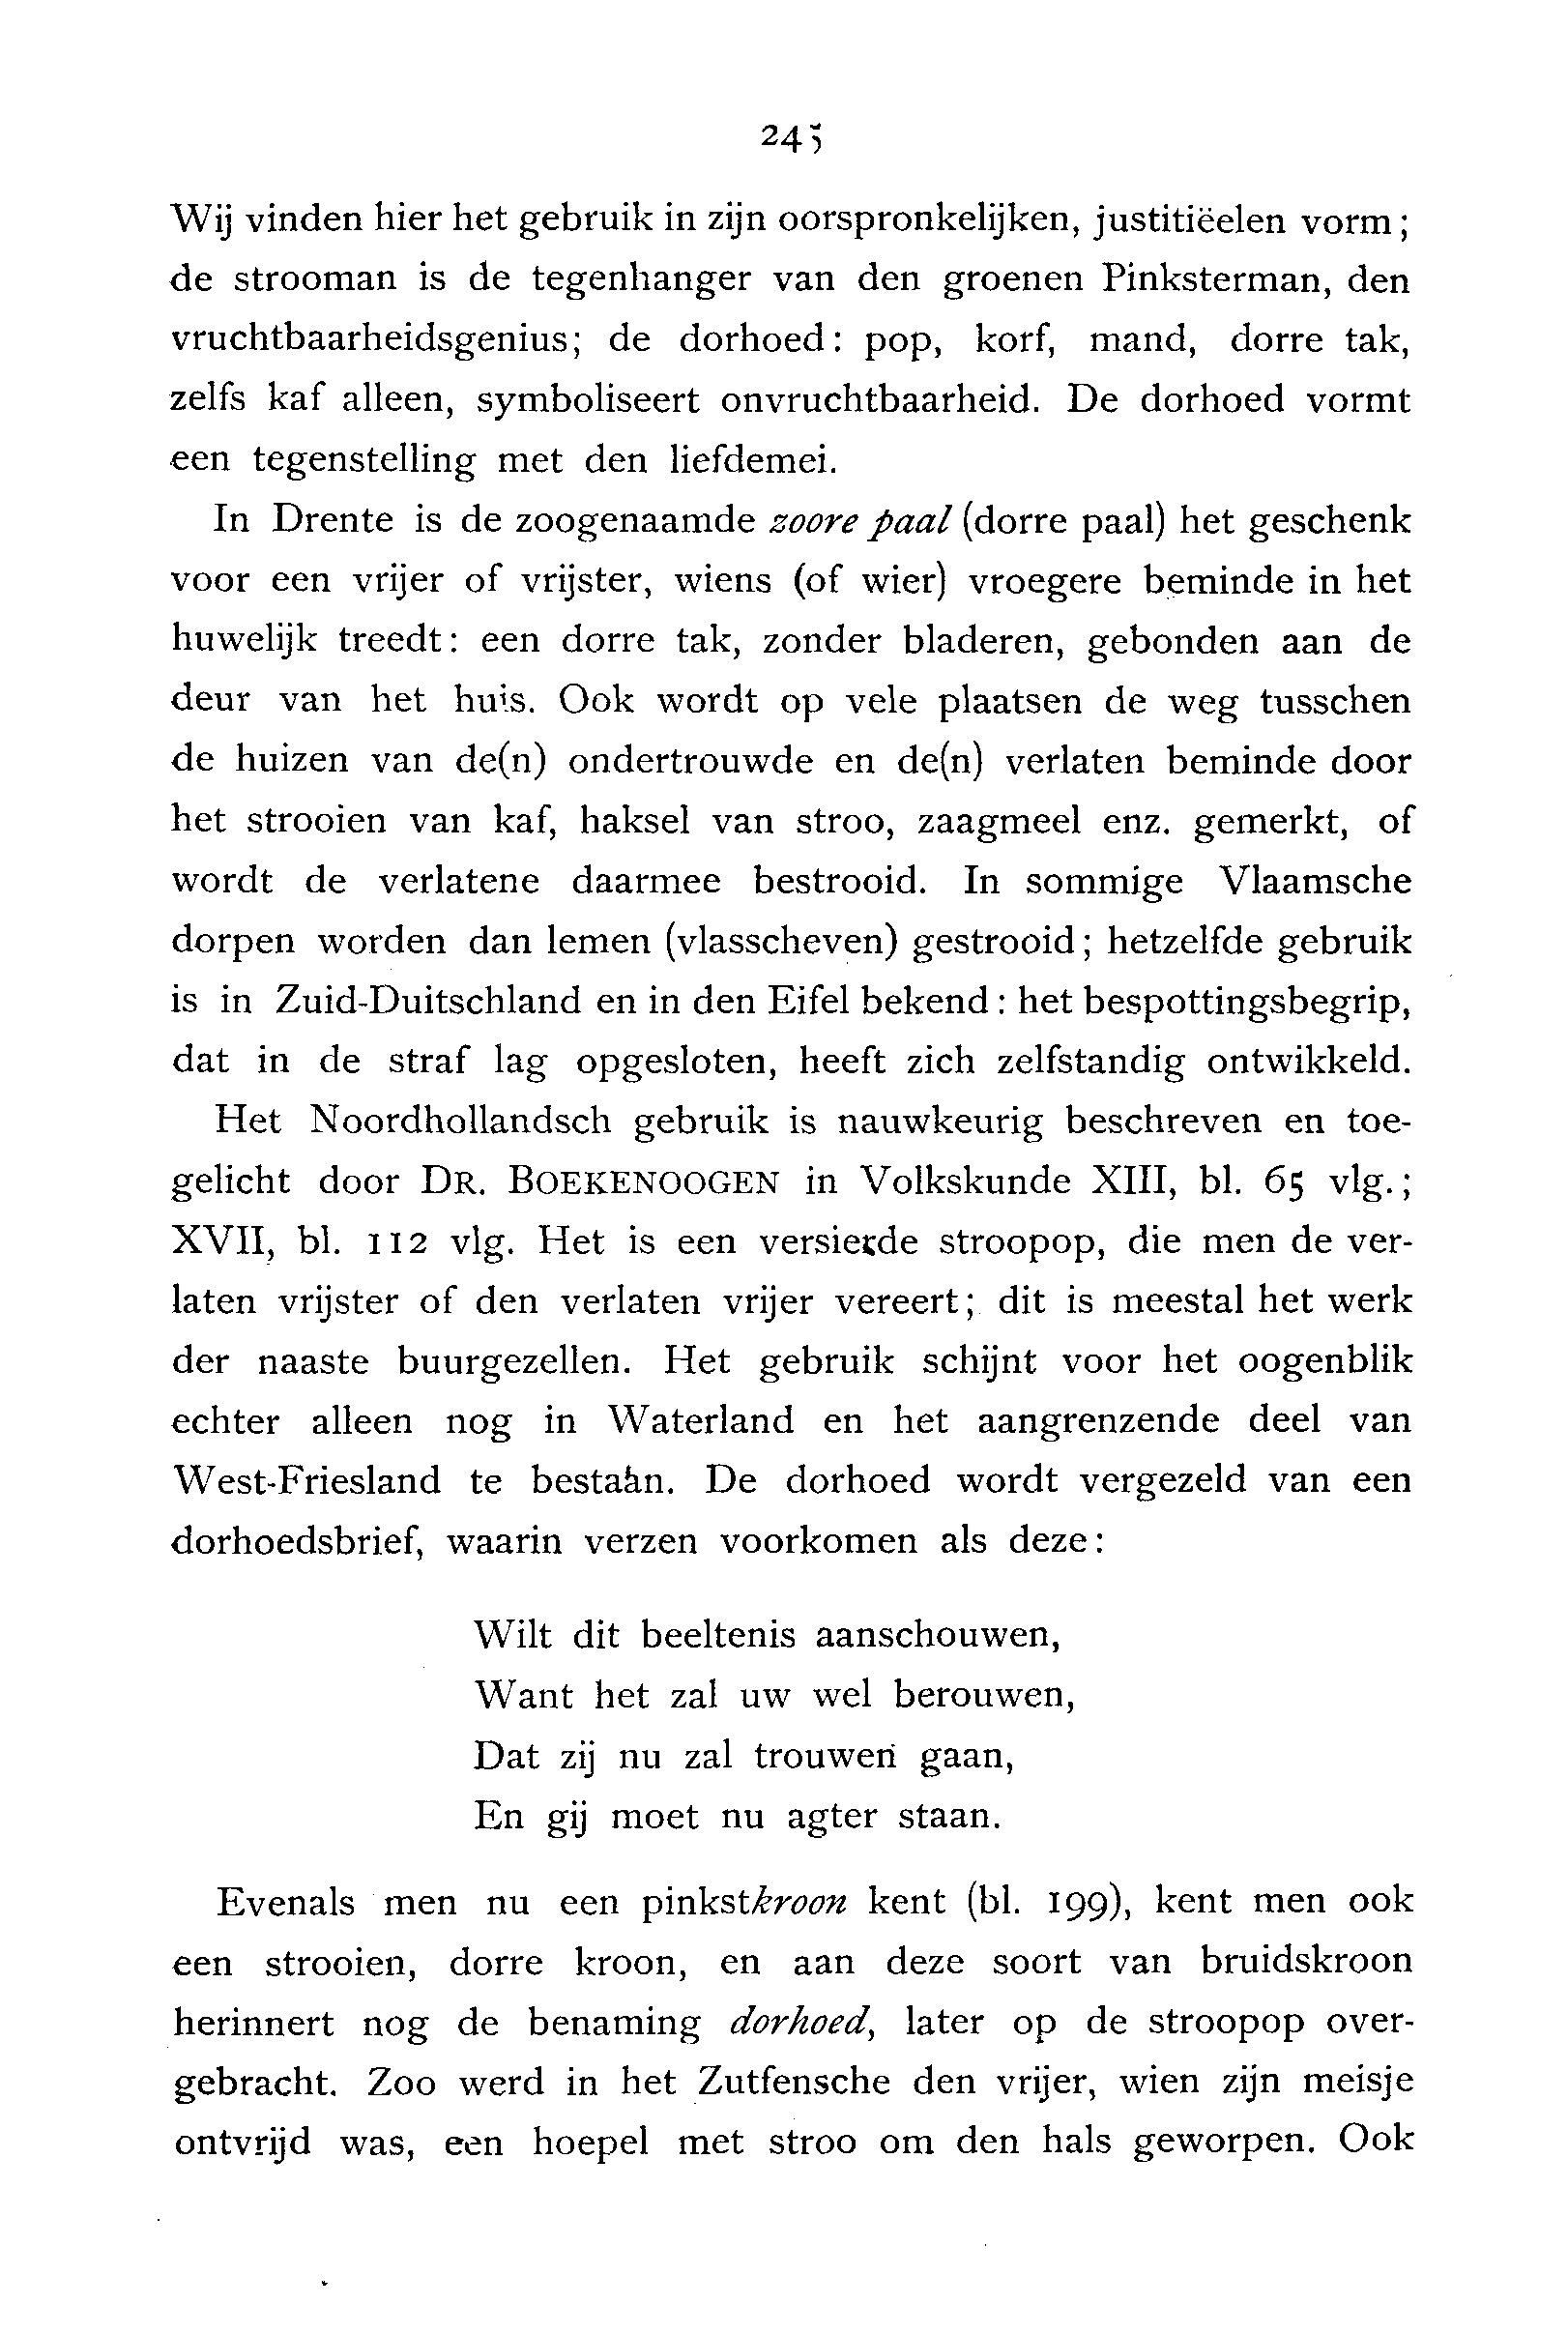 245
Wij vinden hier het gebruik in zijn oorspronkelijken, justitiëelen vorm;
de strooman is de tegenhanger van den groenen Pinksterman, den
vruchtbaarheidsgenius; de dorhoed: pop, korf, mand, dorre tak,
zelfs kaf alleen, symboliseert onvruchtbaarheid. De dorhoed vormt
een tegenstelling met den liefdemei.
In Drente is de zoogenaamde zoore paal (dorre paal) het geschenk
voor een vrijer of vrijster, wiens (of wier) vroegere beminde in het
huwelijk treedt: een dorre tak, zonder bladeren, gebonden aan de
deur van het huis. Ook wordt op vele plaatsen de weg tusschen
de huizen van de(n) ondertrouwde en de(n) verlaten beminde door
het strooien van kaf, haksel van stroo, zaagmeel enz. gemerkt, of
wordt de verlatene daarmee bestrooid. In sommige Vlaamsche
dorpen worden dan lemen (vlasscheven) gestrooid; hetzelfde gebruik
is in Zuid-Duitschland en in den Eifel bekend: het bespottingsbegrip,
dat in de straf lag opgesloten, heeft zich zelfstandig ontwikkeld.
Het Noordhollandsch gebruik is nauwkeurig beschreven en toe-
gelicht door DR. BOEKENOOGEN in Volkskunde XIII, bl. 65 vlg.;
XVII, bl. 112 vlg. Het is een versierde stroopop, die men de ver-
laten vrijster of den verlaten vrijer vereert; dit is meestal het werk
der naaste buurgezellen. Het gebruik schijnt voor het oogenblik
echter alleen nog in Waterland en het aangrenzende deel van
West-Friesland te bestaan. De dorhoed wordt vergezeld van een
dorhoedsbrief, waarin verzen voorkomen als deze:
Wilt dit beeltenis aanschouwen,
Want het zal uw wel berouwen,
Dat zij nu zal trouwen gaan,
En gij moet nu agter staan.
Evenals men nu een pinkstkroon kent (bl. 199), kent men ook
een strooien, dorre kroon, en aan deze soort van bruidskroon
herinnert nog de benaming dorhoed, later op de stroopop over-
gebracht. Zoo werd in het Zutfensche den vrijer, wien zijn meisje
ontvrijd was, een hoepel met stroo om den hals geworpen. Ook